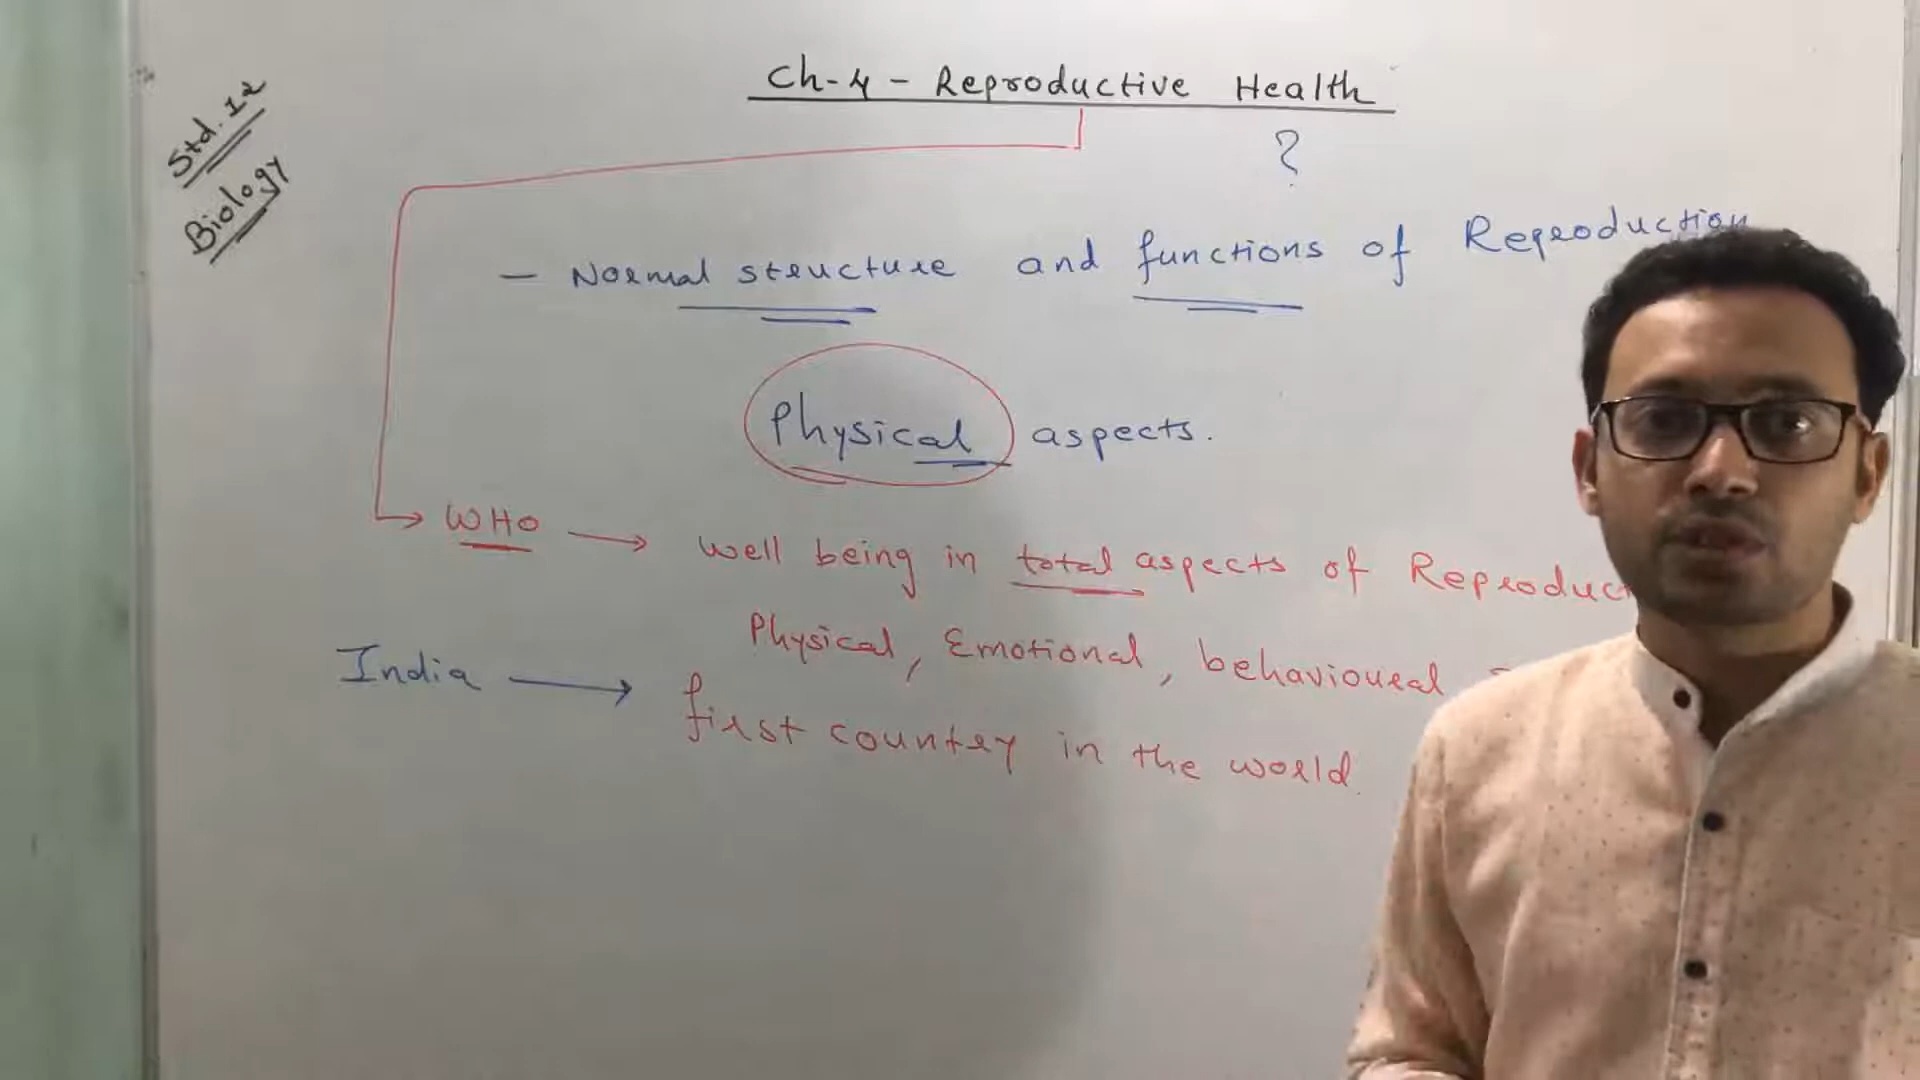 Std. 12
Biology
Ch-4 - Reproductive Health
?
- Normal structure and functions of Reproduction
Physical aspects.
WHO → well being in total aspects of Reproduc
Physical, Emotional, behavioural
India → first country in the world.